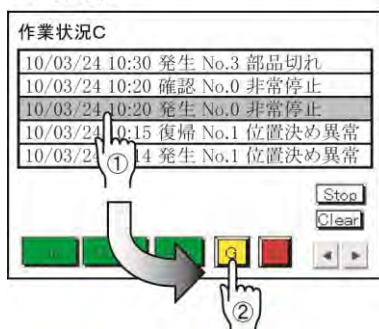 作業状況C
10/03/24 10:30 発生 No.3 部品切れ
10/03/24 10:20 確認 No.0 非常停止
10/03/24 10:20 発生 No.0 非常停止
10/03/24 10:15 復帰 No.1 位置決め異常
10/03/24 14 発生 No.1 位置決め異常
①
Stop
Clear
②